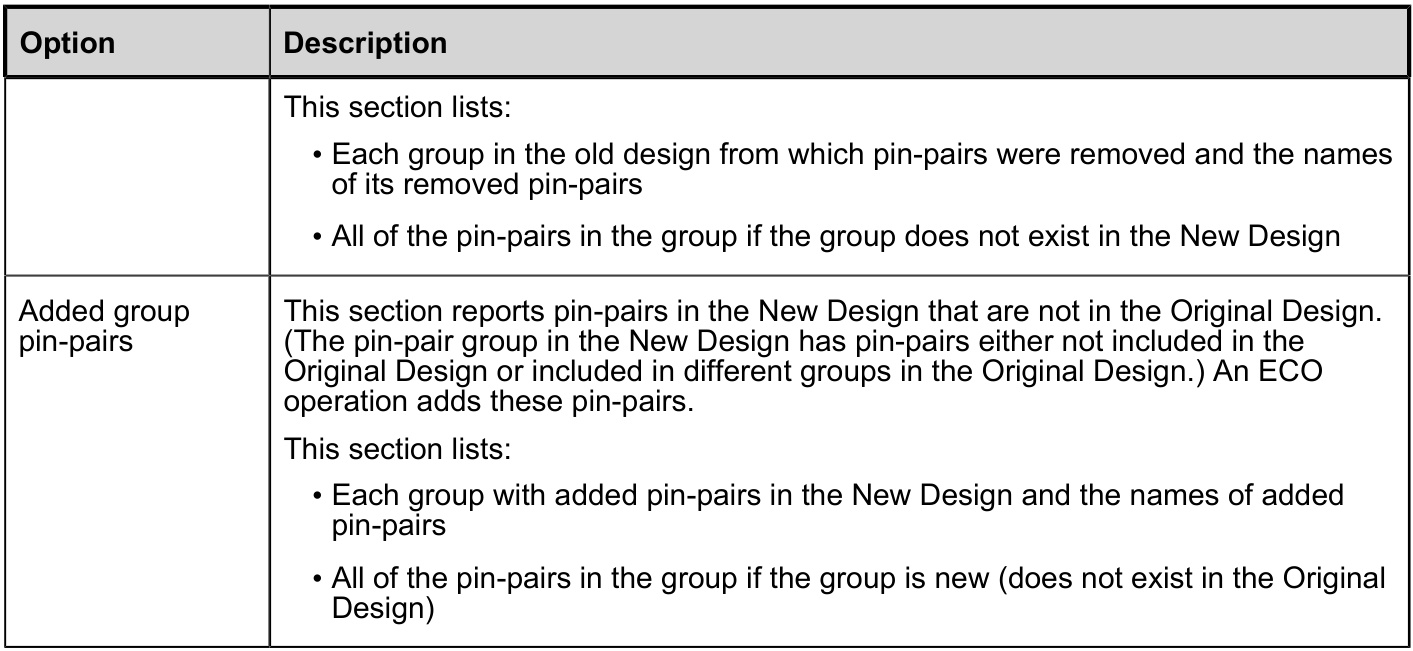 Option
Description
This section lists:
• Each group in the old design from which pin-pairs were removed and the names
of its removed pin-pairs
• All of the pin-pairs in the group if the group does not exist in the New Design
Added group
pin-pairs
This section reports pin-pairs in the New Design that are not in the Original Design.
(The pin-pair group in the New Design has pin-pairs either not included in the
Original Design or included in different groups in the Original Design.) An ECO
operation adds these pin-pairs.
This section lists:
• Each group with added pin-pairs in the New Design and the names of added
pin-pairs
• All of the pin-pairs in the group if the group is new (does not exist in the Original
Design)